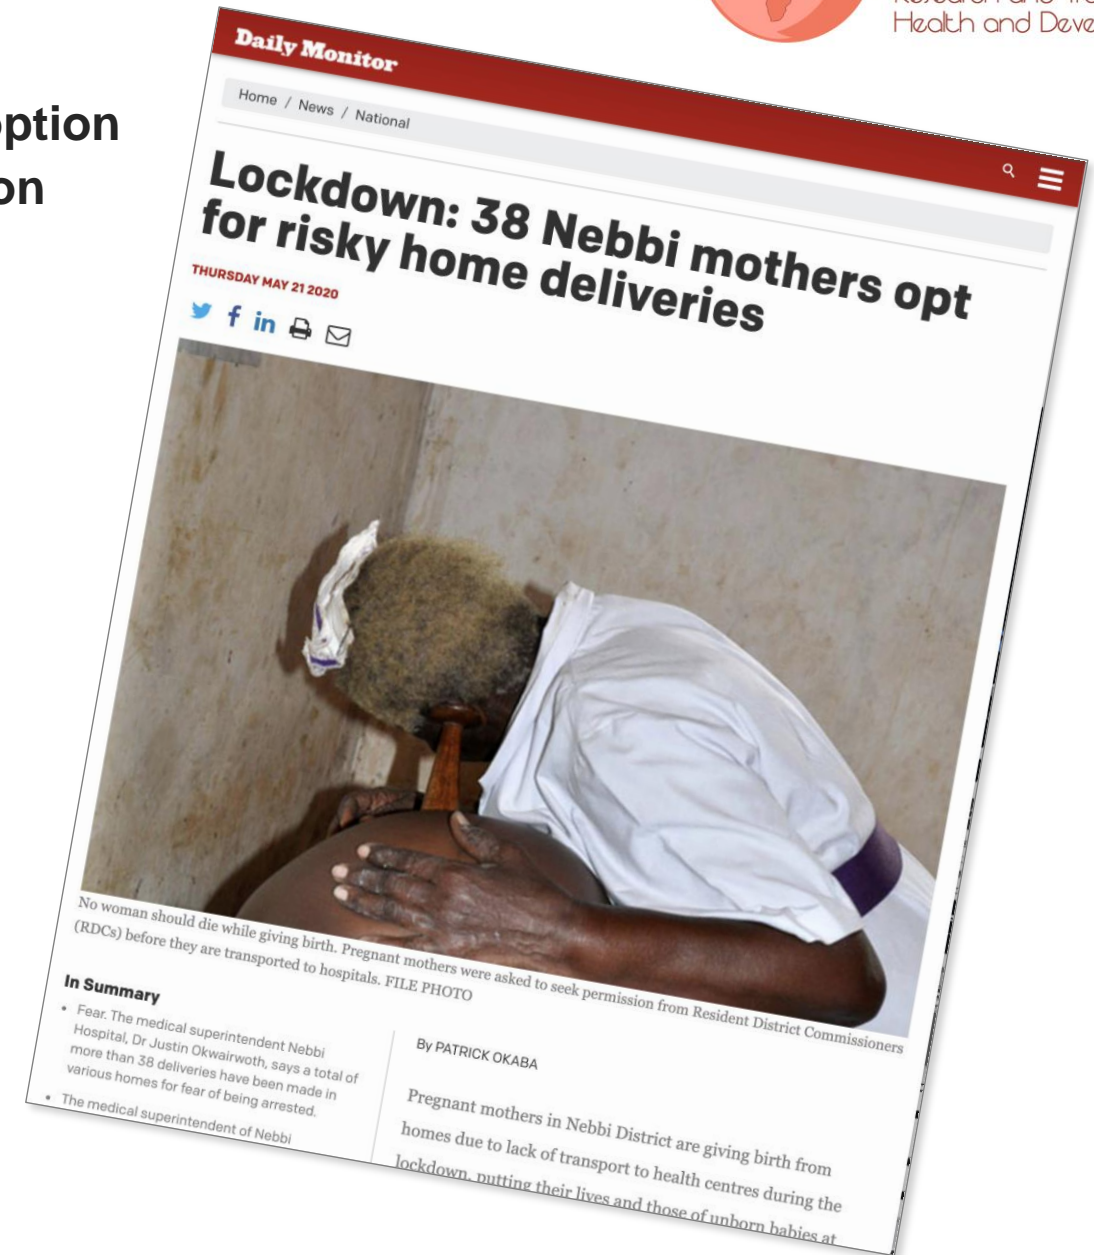 Health and
ption
on
Daily Monitor
Home / News / National
Lockdown: 38 Nebbi mothers opt
for risky home deliveries
THURSDAY MAY 21 2020
No woman should die while giving birth. Pregnant mothers were asked to seek permission from Resident District Commissioners
(RDCs) before they are transported to hospitals. FILE PHOTO
In Summary
• Fear. The medical superintendent Nebbi
Hospital, Dr Justin Okwairwoth, says a total of
more than 38 deliveries have been made in
various homes for fear of being arrested.
• The medical superintendent of Nebbi
By PATRICK OKABA
Pregnant mothers in Nebbi District are giving birth from
homes due to lack of transport to health centres during the
lockdown, putting their lives and those of unborn babies at